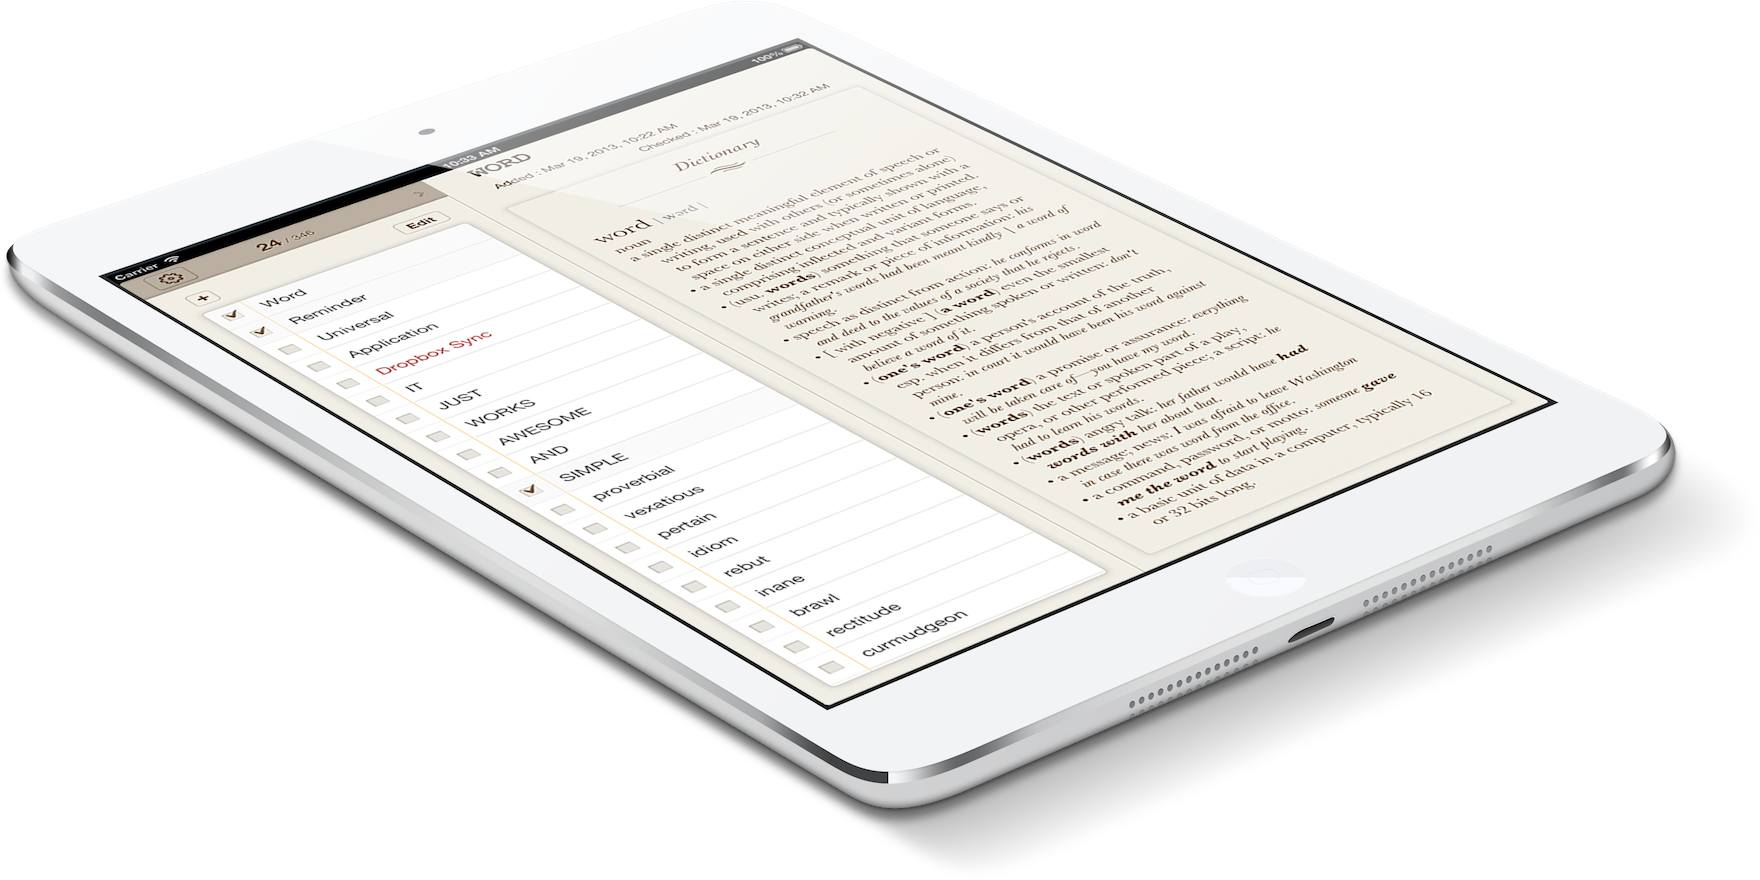 Carrier
10:33 AM
100%
24 / 346
Edit
+
Word
Reminder
Universal
Application
Dropbox Sync
IT
JUST
WORKS
AWESOME
AND
SIMPLE
proverbial
vexatious
pertain
idiom
rebut
inane
brawl
rectitude
curmudgeon
WORD
Added : Mar 19, 2013, 10:22 AM
Checked : Mar 19, 2013, 10:32 AM
Dictionary
word | wərd |
noun
a single distinct meaningful element of speech or
writing, used with others (or sometimes alone)
to form a sentence and typically shown with a
space on either side when written or printed.
• a single distinct conceptual unit of language,
comprising inflected and variant forms.
• (usu. words) something that someone says or
writes; a remark or piece of information: his
grandfather's words had been meant kindly | a word of
warning.
• speech as distinct from action: he conforms in word
and deed to the values of a society that he rejects.
• [ with negative ] (a word) even the smallest
amount of something spoken or written: don't
believe a word of it.
• (one's word) a person's account of the truth,
esp. when it differs from that of another
person: in court it would have been his word against
mine.
• (one's word) a promise or assurance: everything
will be taken care of—you have my word.
• (words) the text or spoken part of a play,
opera, or other performed piece; a script: he
had to learn his words.
• (words) angry talk: her father would have had
words with her about that.
• a message; news: I was afraid to leave Washington
in case there was word from the office.
• a command, password, or motto: someone gave
me the word to start playing.
• a basic unit of data in a computer, typically 16
or 32 bits long.